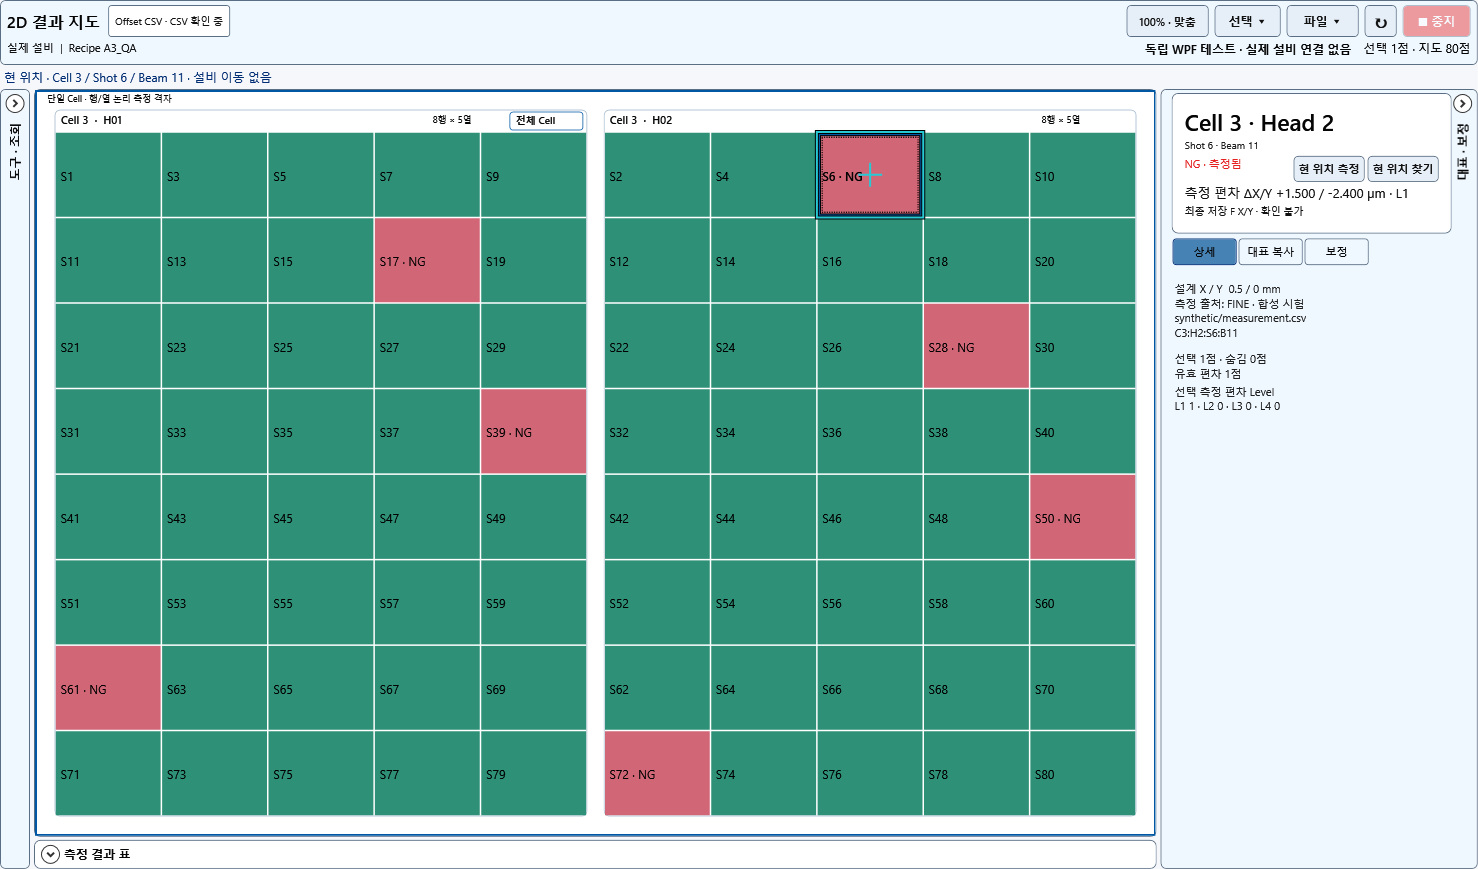 2D 결과 지도
Offset CSV · CSV 확인 중
100% · 맞춤
선택 ▾
파일 ▾
↻
■ 중지
실제 설비 | Recipe A3_QA
독립 WPF 테스트 · 실제 설비 연결 없음 선택 1점 · 지도 80점
현 위치 · Cell 3 / Shot 6 / Beam 11 · 설비 이동 없음
도구 · 조회
단일 Cell · 행/열 논리 측정 격자
Cell 3 · H01 8행 × 5열 전체 Cell
S1 S3 S5 S7 S9
S11 S13 S15 S17 · NG S19
S21 S23 S25 S27 S29
S31 S33 S35 S37 S39 · NG
S41 S43 S45 S47 S49
S51 S53 S55 S57 S59
S61 · NG S63 S65 S67 S69
S71 S73 S75 S77 S79
Cell 3 · H02 8행 × 5열
S2 S4 S6 · NG S8 S10
S12 S14 S16 S18 S20
S22 S24 S26 S28 · NG S30
S32 S34 S36 S38 S40
S42 S44 S46 S48 S50 · NG
S52 S54 S56 S58 S60
S62 S64 S66 S68 S70
S72 · NG S74 S76 S78 S80
측정 결과 표
Cell 3 · Head 2
Shot 6 · Beam 11
NG · 측정됨
현 위치 측정
현 위치 찾기
측정 편차 ΔX/Y +1.500 / -2.400 µm · L1
최종 저장 F X/Y · 확인 불가
대표 · 보정
상세
대표 복사
보정
설계 X / Y 0.5 / 0 mm
측정 출처: FINE · 합성 시험
synthetic/measurement.csv
C3:H2:S6:B11
선택 1점 · 숨김 0점
유효 편차 1점
선택 측정 편차 Level
L1 1 · L2 0 · L3 0 · L4 0